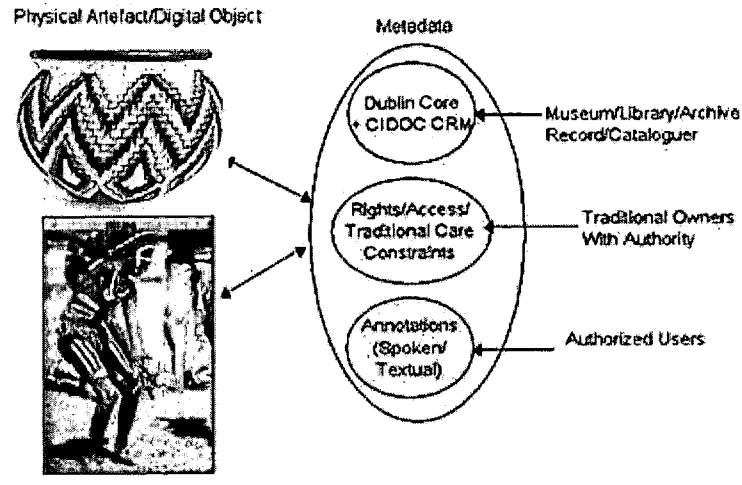 Physical Artefact/Digital Object
Metadata
Dublin Core
+ CIDOC CRM
Museum/Library/Archive
Record/Cataloguer
Rights/Access/
Traditional Care
Constraints
Traditional Owners
With Authority
Annotations
(Spoken/
Textual)
Authorized Users